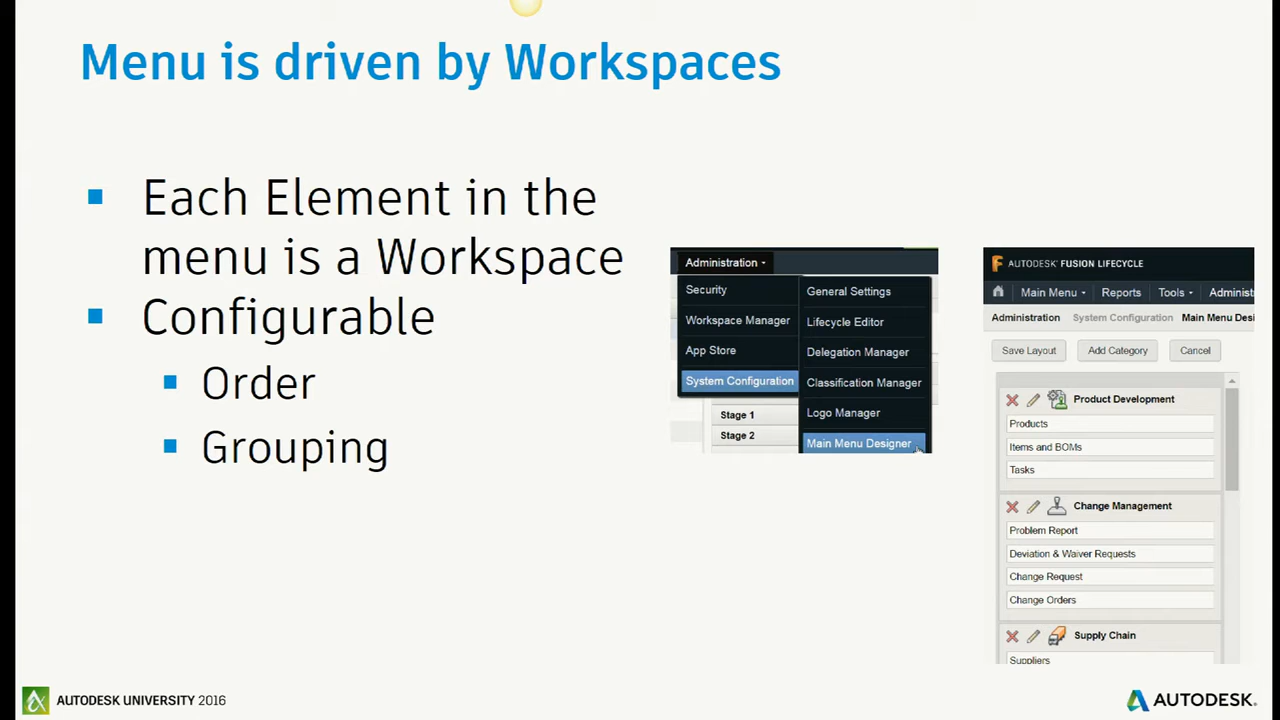 Menu is driven by Workspaces
Each Element in the
menu is a Workspace
Configurable
Order
Grouping
Administration
Security
Workspace Manager
App Store
System Configuration
Stage 1
Stage 2
General Settings
Lifecycle Editor
Delegation Manager
Classification Manager
Logo Manager
Main Menu Designer
AUTODESK FUSION LIFECYCLE
Main Menu Reports Tools Administ
Administration System Configuration Main Menu Desi
Save Layout Add Category Cancel
Product Development
Products
Items and BOMs
Tasks
Change Management
Problem Report
Deviation & Waiver Requests
Change Request
Change Orders
Supply Chain
Suppliers
AUTODESK UNIVERSITY 2016
AUTODESK.